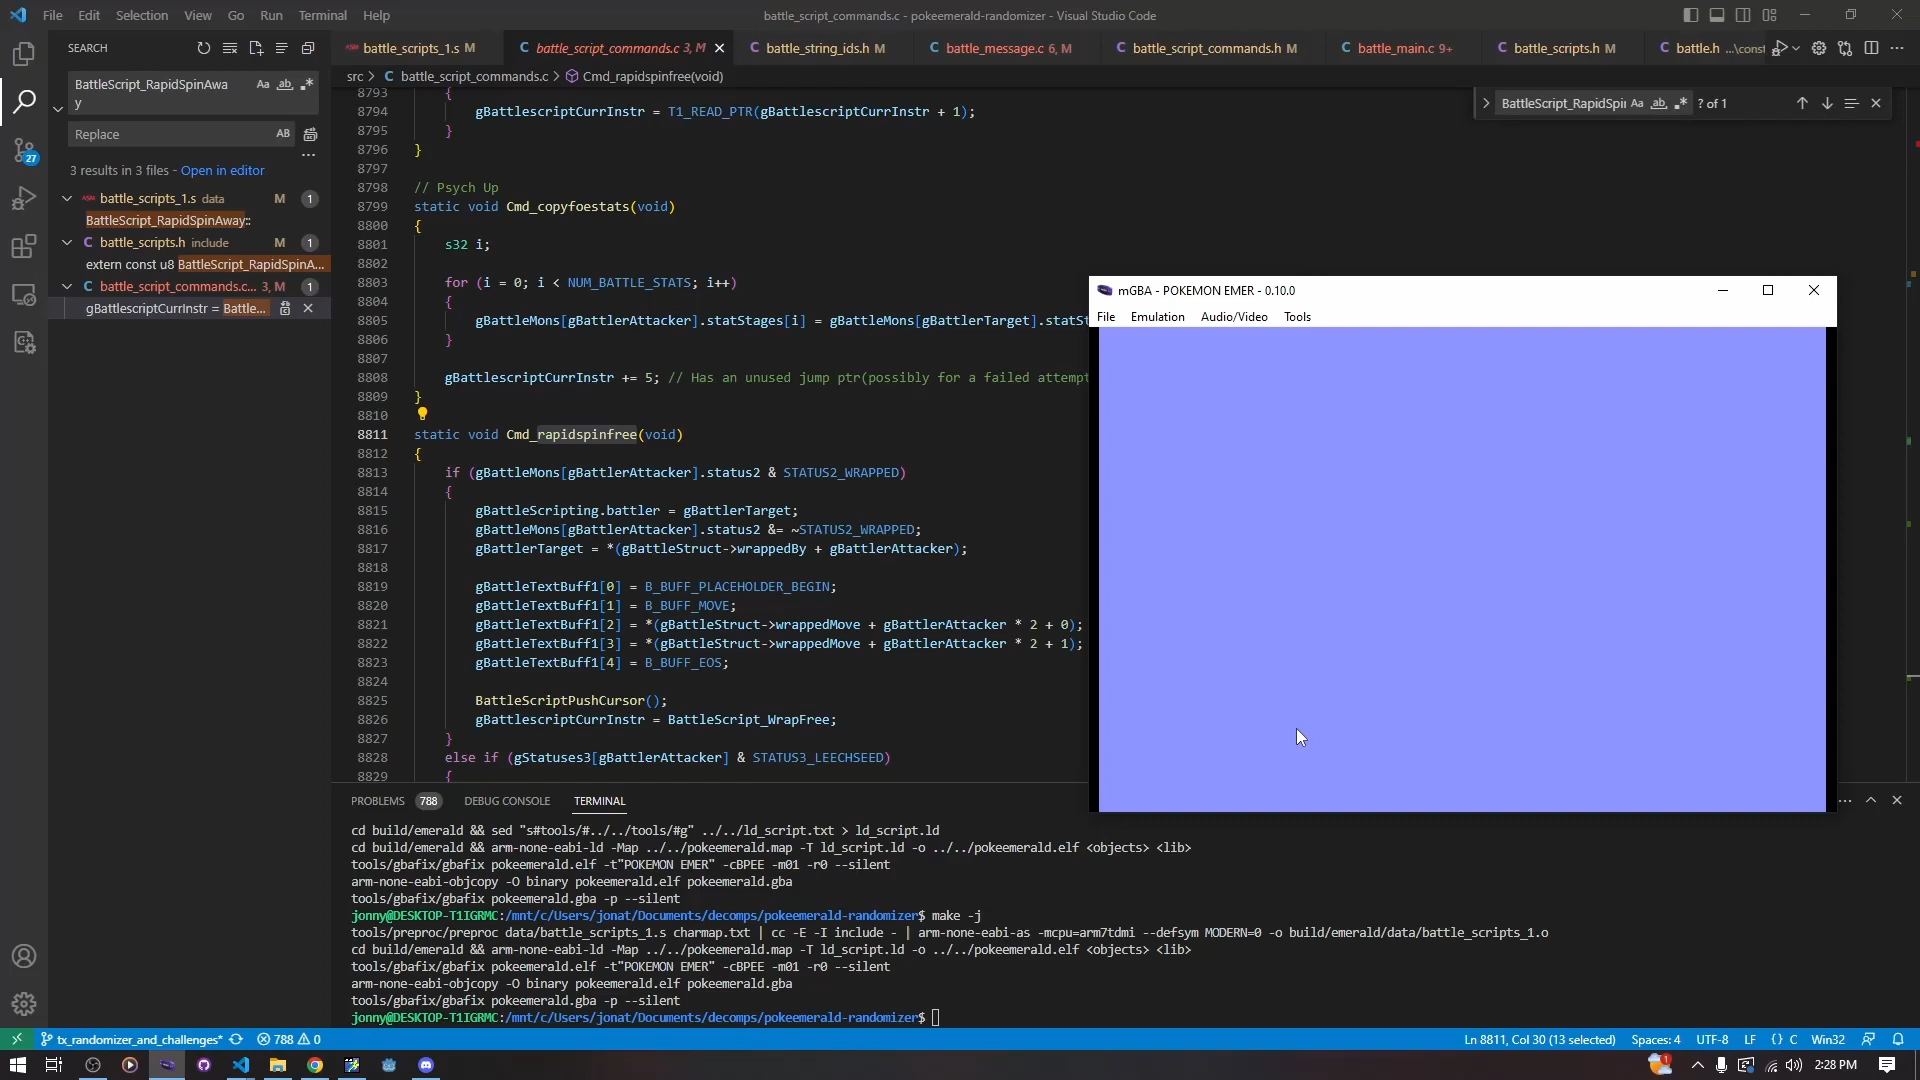 File Edit Selection View Go Run Terminal Help
battle_script_commands.c - pokeemerald-randomizer - Visual Studio Code
SEARCH
battle_scripts_1.s M
battle_script_commands.c 3, M
battle_string_ids.h M
battle_message.c 6, M
battle_script_commands.h M
battle_main.c 9+
battle_scripts.h M
battle.h ...\const
src > C battle_script_commands.c > Cmd_rapidspinfree(void)
BattleScript_RapidSpinAwa
y
Aa ab
Replace
AB
3 results in 3 files - Open in editor
battle_scripts_1.s data M 1
BattleScript_RapidSpinAway::
battle_scripts.h include M 1
extern const u8 BattleScript_RapidSpinA...
battle_script_commands.c... 3, M 1
gBattlescriptCurrInstr = Battle...
BattleScript_RapidSpin Aa ab ? of 1
8793 {
8794 gBattlescriptCurrInstr = T1_READ_PTR(gBattlescriptCurrInstr + 1);
8795 }
8796 }
8797
8798 // Psych Up
8799 static void Cmd_copyfoestats(void)
8800 {
8801 s32 i;
8802
8803 for (i = 0; i < NUM_BATTLE_STATS; i++)
8804 {
8805 gBattleMons[gBattlerAttacker].statStages[i] = gBattleMons[gBattlerTarget].statSt
8806 }
8807
8808 gBattlescriptCurrInstr += 5; // Has an unused jump ptr(possibly for a failed attempt
8809 }
8810
8811 static void Cmd_rapidspinfree(void)
8812 {
8813 if (gBattleMons[gBattlerAttacker].status2 & STATUS2_WRAPPED)
8814 {
8815 gBattleScripting.battler = gBattlerTarget;
8816 gBattleMons[gBattlerAttacker].status2 &= ~STATUS2_WRAPPED;
8817 gBattlerTarget = *(gBattleStruct->wrappedBy + gBattlerAttacker);
8818
8819 gBattleTextBuff1[0] = B_BUFF_PLACEHOLDER_BEGIN;
8820 gBattleTextBuff1[1] = B_BUFF_MOVE;
8821 gBattleTextBuff1[2] = *(gBattleStruct->wrappedMove + gBattlerAttacker * 2 + 0);
8822 gBattleTextBuff1[3] = *(gBattleStruct->wrappedMove + gBattlerAttacker * 2 + 1);
8823 gBattleTextBuff1[4] = B_BUFF_EOS;
8824
8825 BattleScriptPushCursor();
8826 gBattlescriptCurrInstr = BattleScript_WrapFree;
8827 }
8828 else if (gStatuses3[gBattlerAttacker] & STATUS3_LEECHSEED)
8829 {
mGBA - POKEMON EMER - 0.10.0
File Emulation Audio/Video Tools
PROBLEMS 788 DEBUG CONSOLE TERMINAL
cd build/emerald && sed "s#tools/#../../tools/#g" ../../ld_script.txt > ld_script.ld
cd build/emerald && arm-none-eabi-ld -Map ../../pokeemerald.map -T ld_script.ld -o ../../pokeemerald.elf <objects> <lib>
tools/gbafix/gbafix pokeemerald.elf -t"POKEMON EMER" -cBPEE -m01 -r0 --silent
arm-none-eabi-objcopy -O binary pokeemerald.elf pokeemerald.gba
tools/gbafix/gbafix pokeemerald.gba -p --silent
jonny@DESKTOP-T1IGRMC:/mnt/c/Users/jonat/Documents/decomps/pokeemerald-randomizer$ make -j
tools/preproc/preproc data/battle_scripts_1.s charmap.txt | cc -E -I include - | arm-none-eabi-as -mcpu=arm7tdmi --defsym MODERN=0 -o build/emerald/data/battle_scripts_1.o
cd build/emerald && arm-none-eabi-ld -Map ../../pokeemerald.map -T ld_script.ld -o ../../pokeemerald.elf <objects> <lib>
tools/gbafix/gbafix pokeemerald.elf -t"POKEMON EMER" -cBPEE -m01 -r0 --silent
arm-none-eabi-objcopy -O binary pokeemerald.elf pokeemerald.gba
tools/gbafix/gbafix pokeemerald.gba -p --silent
jonny@DESKTOP-T1IGRMC:/mnt/c/Users/jonat/Documents/decomps/pokeemerald-randomizer$
27
tx_randomizer_and_challenges* 788 0
Ln 8811, Col 30 (13 selected) Spaces: 4 UTF-8 LF {} C Win32
2:28 PM